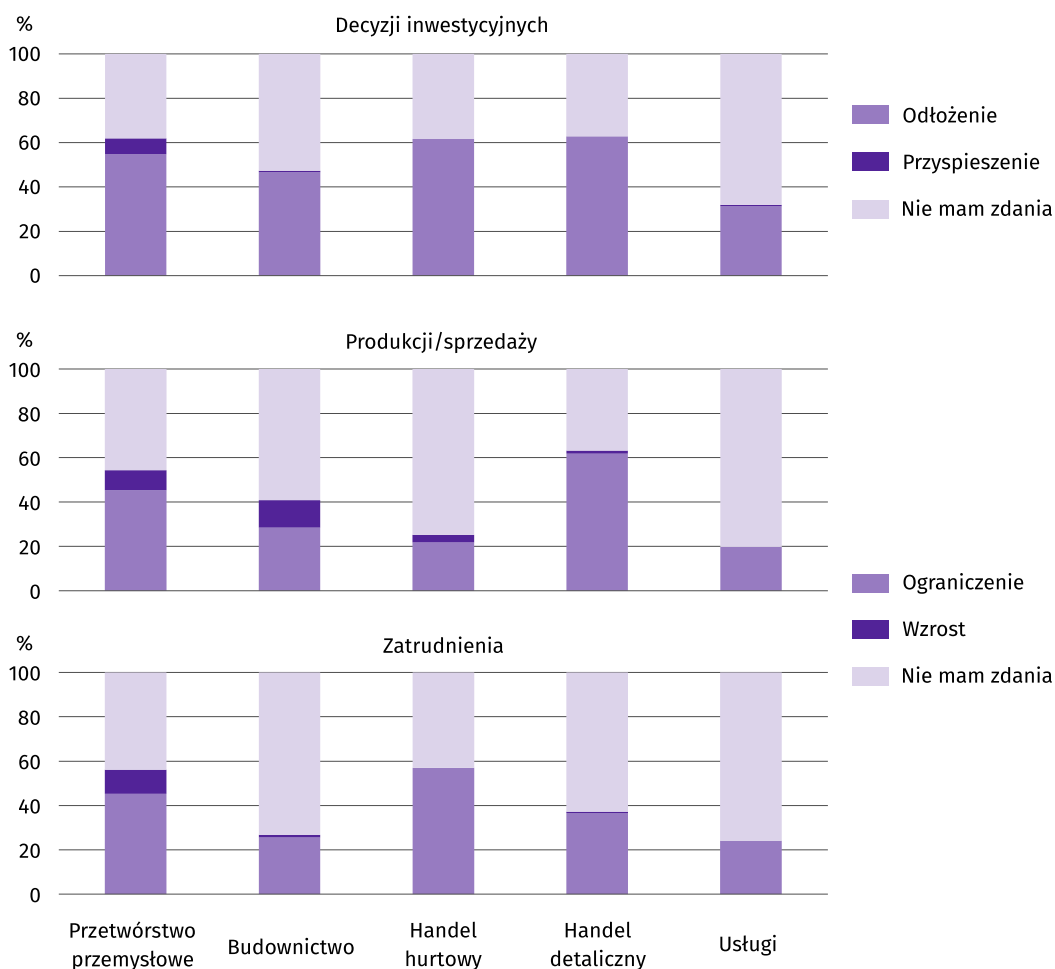 Decyzji inwestycyjnych
%
100
80
60
40
20
0
Odłożenie
Przyspieszenie
Nie mam zdania
Produkcji/sprzedaży
%
100
80
60
40
20
0
Zatrudnienia
%
100
80
60
40
20
0
Ograniczenie
Wzrost
Nie mam zdania
Przetwórstwo
przemysłowe
Budownictwo
Handel
hurtowy
Handel
detaliczny
Usługi